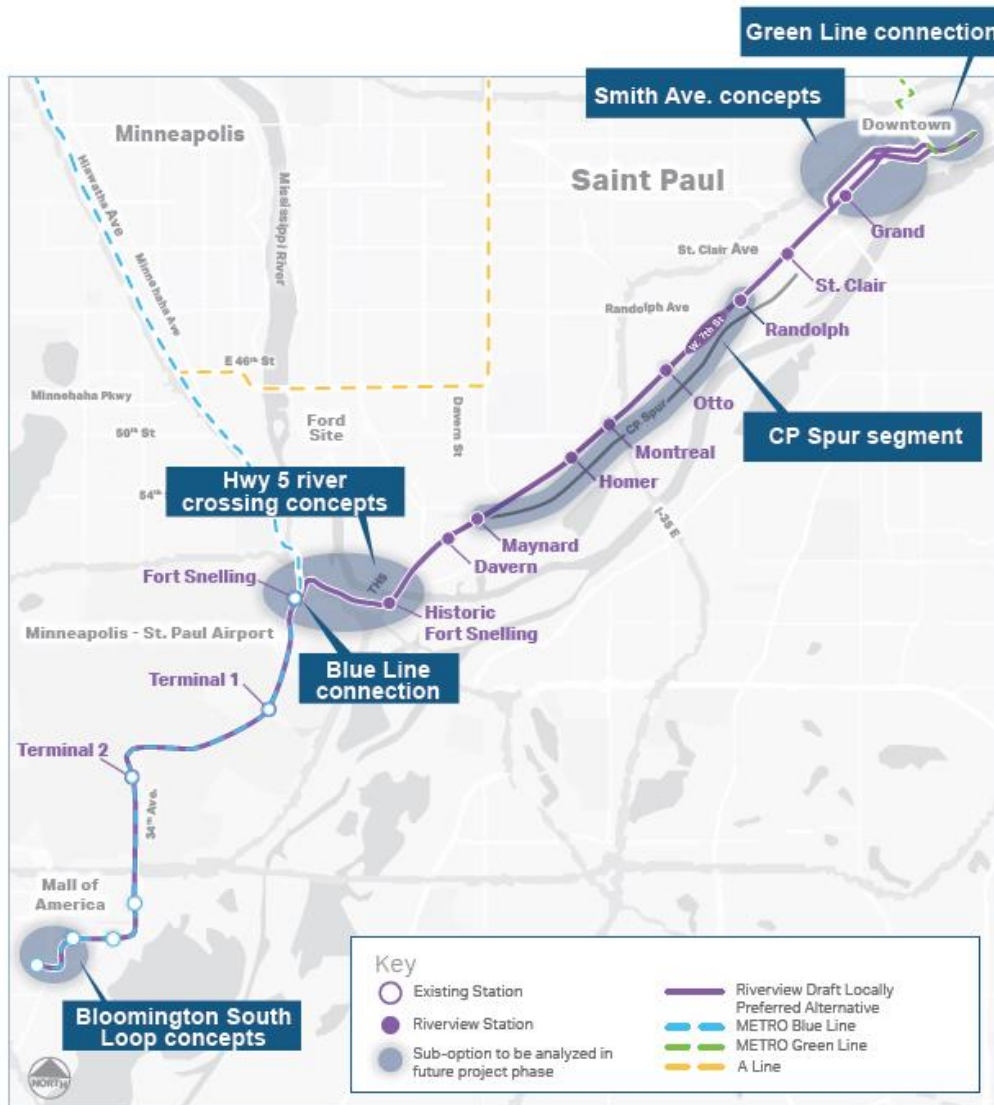 Green Line connection
Smith Ave. concepts
Downtown
Minneapolis
Saint Paul
Hiawatha Ave
Mississippi River
Grand
St. Clair Ave
St. Clair
Minnehaha Ave
Randolph Ave
Randolph
W. 7th St
E 46th St
Otto
Minnehaha Pkwy
Ford
Site
Davern St
CP Spur
CP Spur segment
50th St
Montreal
Homer
Hwy 5 river
crossing concepts
54th
I-35 E
Maynard
Davern
Fort Snelling
TH5
Historic
Fort Snelling
Minneapolis - St. Paul Airport
Blue Line
connection
Terminal 1
Terminal 2
34th Ave.
Mall of
America
Bloomington South
Loop concepts
Key
Existing Station
Riverview Station
Sub-option to be analyzed in
future project phase
Riverview Draft Locally
Preferred Alternative
METRO Blue Line
METRO Green Line
A Line
NORTH